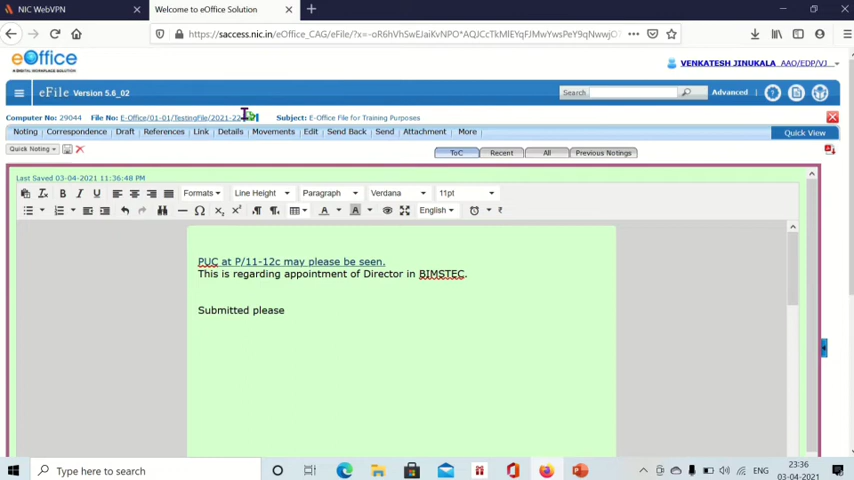 NIC WebVPN
Welcome to eOffice Solution
https://saccess.nic.in/eOffice_CAG/eFile/?x=-oR6hVhSwEJaiKvNPO*AQJCcTkMlEYqFJMwYwsPeY9qNwwjO
eOffice
A DIGITAL WORKPLACE SOLUTION
VENKATESH JINUKALA AAO/EDP/VJ
eFile Version 5.6_02
Search
Advanced
Computer No: 29044 File No: E-Office/01-01/TestingFile/2021-22 Subject: E-Office File for Training Purposes
Noting Correspondence Draft References Link Details Movements Edit Send Back Send Attachment More Quick View
Quick Noting ToC Recent All Previous Notings
Last Saved 03-04-2021 11:36:48 PM
B I U Formats Line Height Paragraph Verdana 11pt
Ω X₂ X² A A English ₹
PUC at P/11-12c may please be seen.
This is regarding appointment of Director in BIMSTEC.
Submitted please
Type here to search
ENG
23:36
03-04-2021